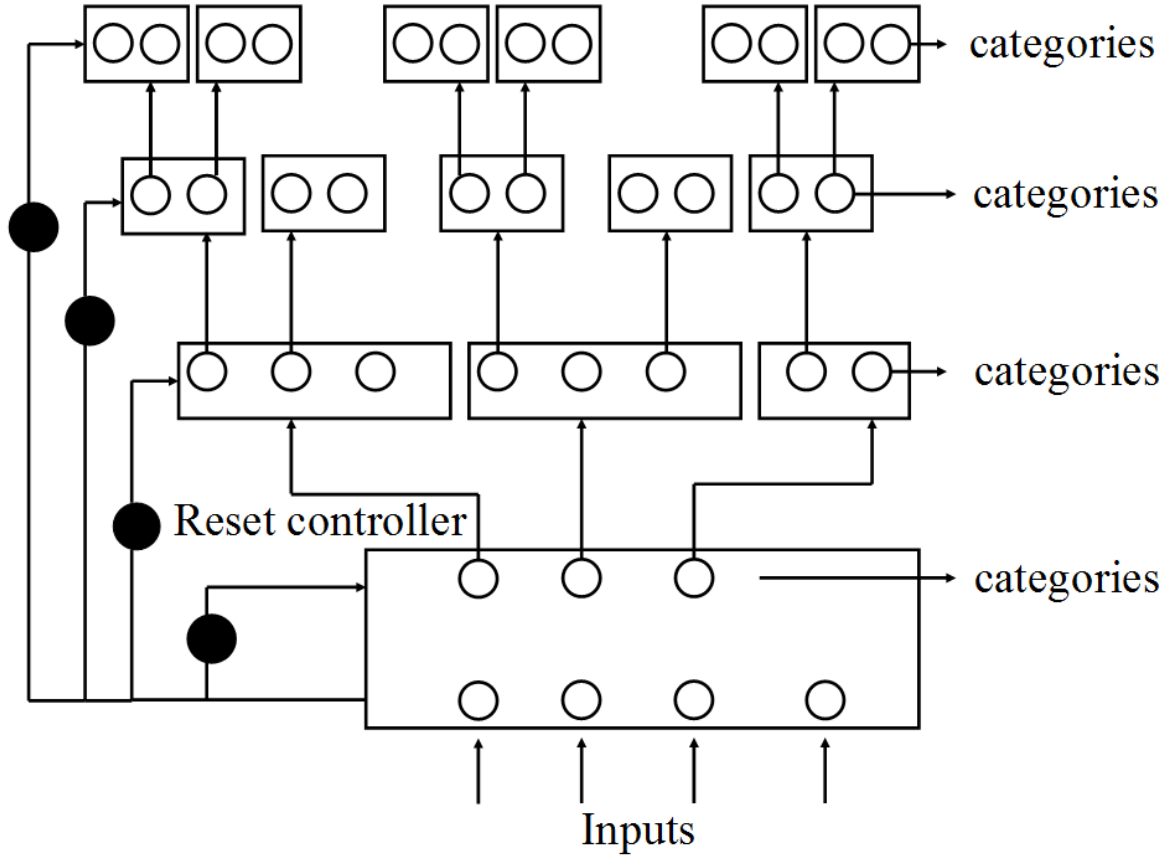 categories
categories
categories
Reset controller
categories
Inputs